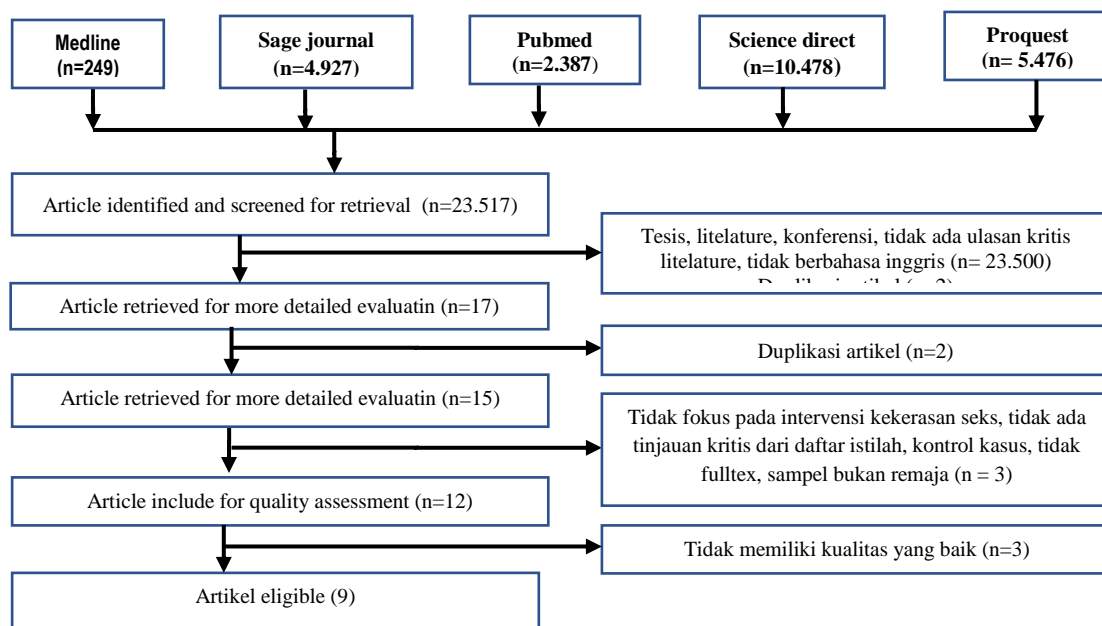 Medline
(n=249)
Sage journal
(n=4.927)
Pubmed
(n=2.387)
Science direct
(n=10.478)
Proquest
(n= 5.476)
Article identified and screened for retrieval (n=23.517)
Tesis, litelature, konferensi, tidak ada ulasan kritis
litelature, tidak berbahasa inggris (n= 23.500)
Article retrieved for more detailed evaluatin (n=17)
Duplikasi artikel (n=2)
Article retrieved for more detailed evaluatin (n=15)
Tidak fokus pada intervensi kekerasan seks, tidak ada
tinjauan kritis dari daftar istilah, kontrol kasus, tidak
fulltex, sampel bukan remaja (n = 3)
Article include for quality assessment (n=12)
Tidak memiliki kualitas yang baik (n=3)
Artikel eligible (9)